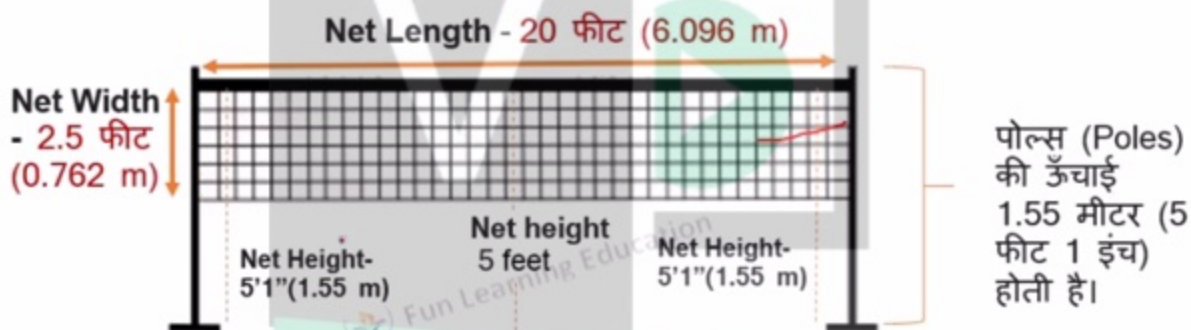 Net Length - 20 फीट (6.096 m)
Net Width
- 2.5 फीट
(0.762 m)
Net height
5 feet
Net Height-
5'1”(1.55 m)
Net Height-
5'1”(1.55 m)
पोल्स (Poles)
की ऊँचाई
1.55 मीटर (5
फीट 1 इंच)
होती है।
Fun Learning Education